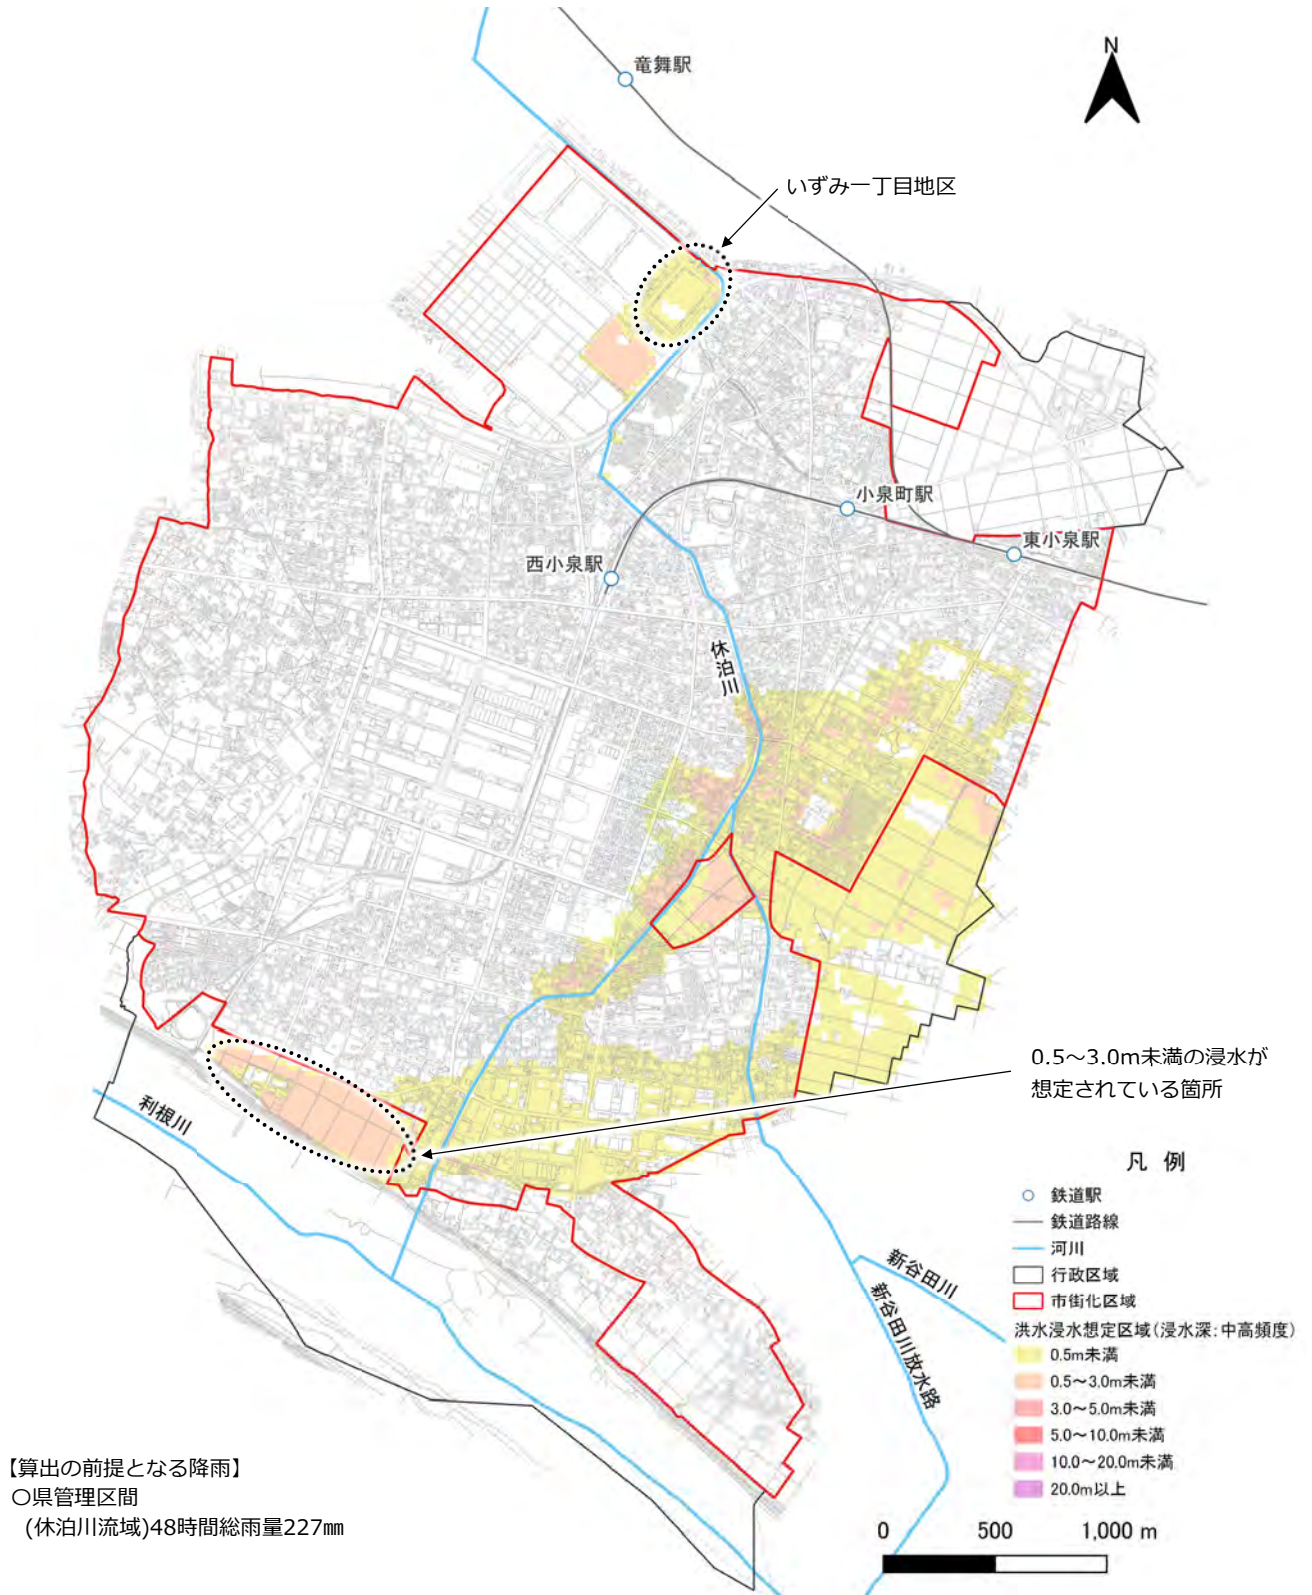 N
竜舞駅
いずみ一丁目地区
小泉町駅
東小泉駅
西小泉駅
休泊川
0.5～3.0m未満の浸水が
想定されている箇所
利根川
新谷田川
新谷田川放水路
凡 例
鉄道駅
鉄道路線
河川
行政区域
市街化区域
洪水浸水想定区域(浸水深:中高頻度)
0.5m未満
0.5～3.0m未満
3.0～5.0m未満
5.0～10.0m未満
10.0～20.0m未満
20.0m以上
【算出の前提となる降雨】
〇県管理区間
(休泊川流域)48時間総雨量227㎜
0 500 1,000 m